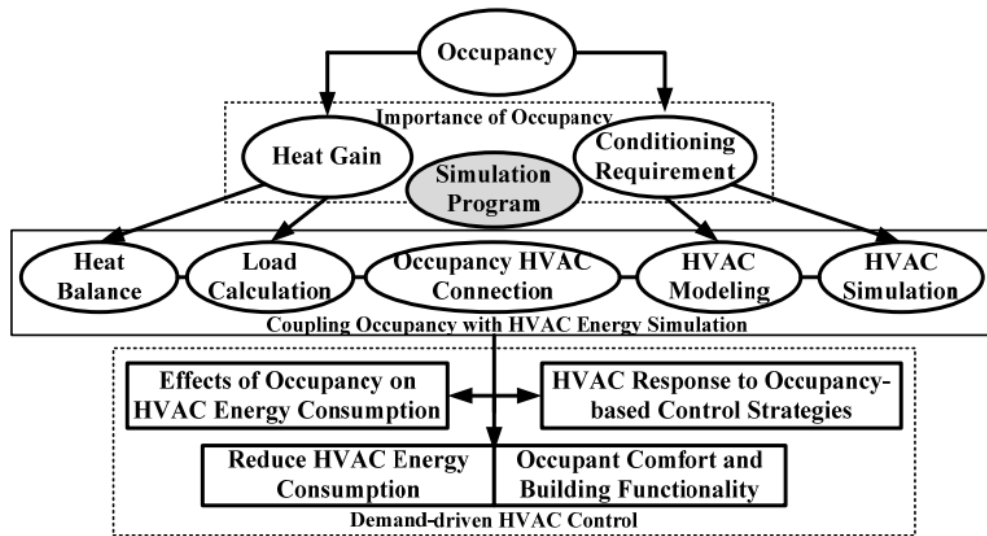 Occupancy
Importance of Occupancy
Heat Gain
Conditioning
Requirement
Simulation
Program
Heat
Balance
Load
Calculation
Occupancy HVAC
Connection
HVAC
Modeling
HVAC
Simulation
Coupling Occupancy with HVAC Energy Simulation
Effects of Occupancy on
HVAC Energy Consumption
HVAC Response to Occupancy-
based Control Strategies
Reduce HVAC Energy
Consumption
Occupant Comfort and
Building Functionality
Demand-driven HVAC Control